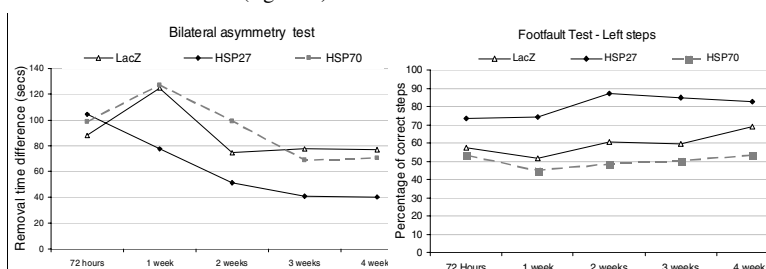 Bilateral asymmetry test
LacZ HSP27 HSP70
Removal time difference (secs)
140
120
100
80
60
40
20
0
72 hours 1 week 2 weeks 3 weeks 4 week
Footfault Test - Left steps
LacZ HSP27 HSP70
Percentage of correct steps
100
90
80
70
60
50
40
30
20
10
0
72 Hours 1 week 2 weeks 3 weeks 4 week